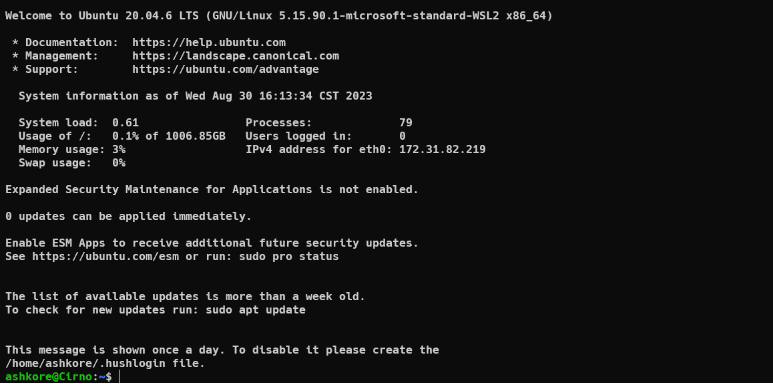 Welcome to Ubuntu 20.04.6 LTS (GNU/Linux 5.15.90.1-microsoft-standard-WSL2 x86_64)

 * Documentation:  https://help.ubuntu.com
 * Management:     https://landscape.canonical.com
 * Support:        https://ubuntu.com/advantage

  System information as of Wed Aug 30 16:13:34 CST 2023

  System load:  0.61                Processes:             79
  Usage of /:   0.1% of 1006.85GB   Users logged in:       0
  Memory usage: 3%                  IPv4 address for eth0: 172.31.82.219
  Swap usage:   0%

Expanded Security Maintenance for Applications is not enabled.

0 updates can be applied immediately.

Enable ESM Apps to receive additional future security updates.
See https://ubuntu.com/esm or run: sudo pro status


The list of available updates is more than a week old.
To check for new updates run: sudo apt update


This message is shown once a day. To disable it please create the
/home/ashkore/.hushlogin file.
ashkore@Cirno:~$